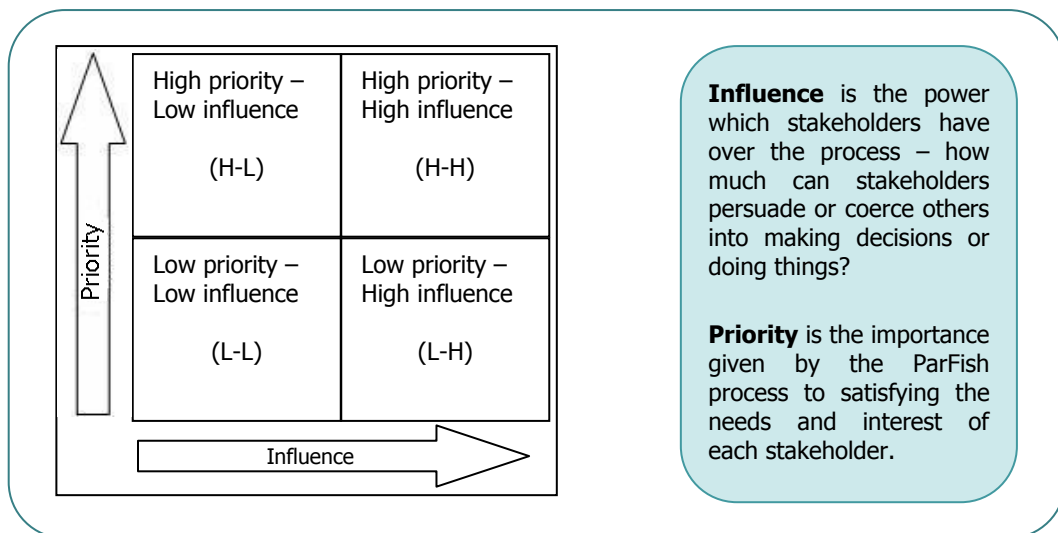 High priority –
Low influence
(H-L)
High priority –
High influence
(H-H)
Low priority –
Low influence
(L-L)
Low priority –
High influence
(L-H)
Priority
Influence
Influence is the power
which stakeholders have
over the process – how
much can stakeholders
persuade or coerce others
into making decisions or
doing things?
Priority is the importance
given by the ParFish
process to satisfying the
needs and interest of
each stakeholder.